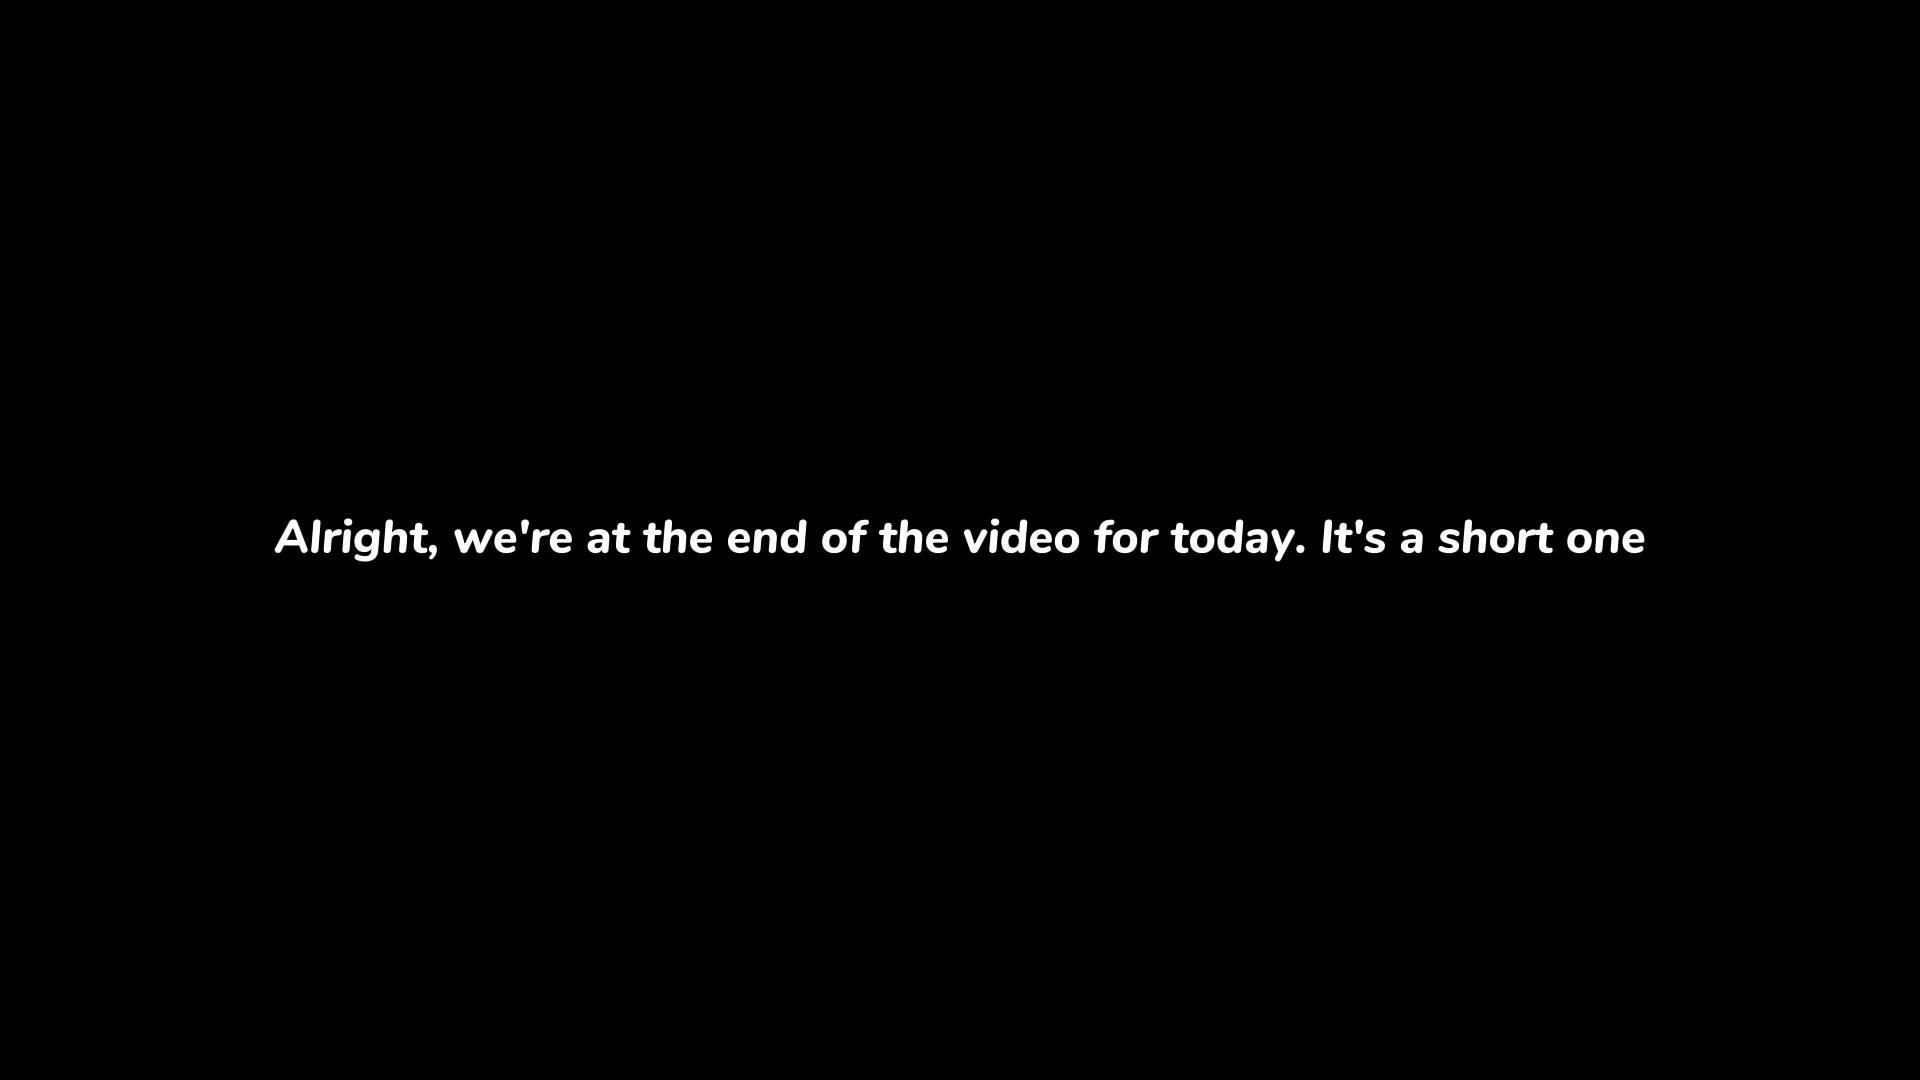 Alright, we're at the end of the video for today. It's a short one